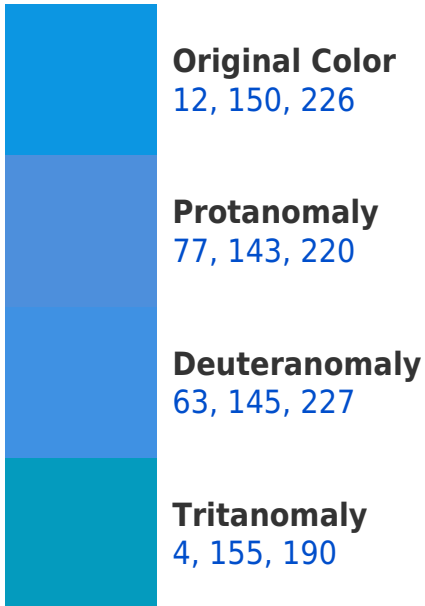 Original Color
12, 150, 226
Protanomaly
77, 143, 220
Deuteranomaly
63, 145, 227
Tritanomaly
4, 155, 190